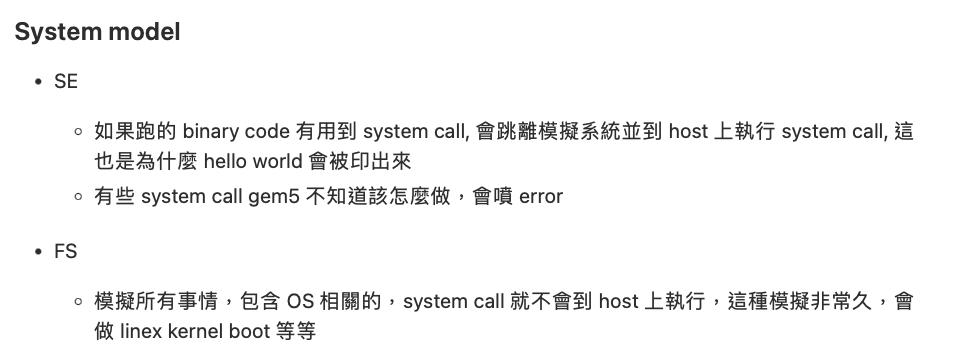 System model
• SE
◦ 如果跑的 binary code 有用到 system call, 會跳離模擬系統並到 host 上執行 system call, 這
也是為什麼 hello world 會被印出來
◦ 有些 system call gem5 不知道該怎麼做，會噴 error
• FS
◦ 模擬所有事情，包含 OS 相關的，system call 就不會到 host 上執行，這種模擬非常久，會
做 linex kernel boot 等等